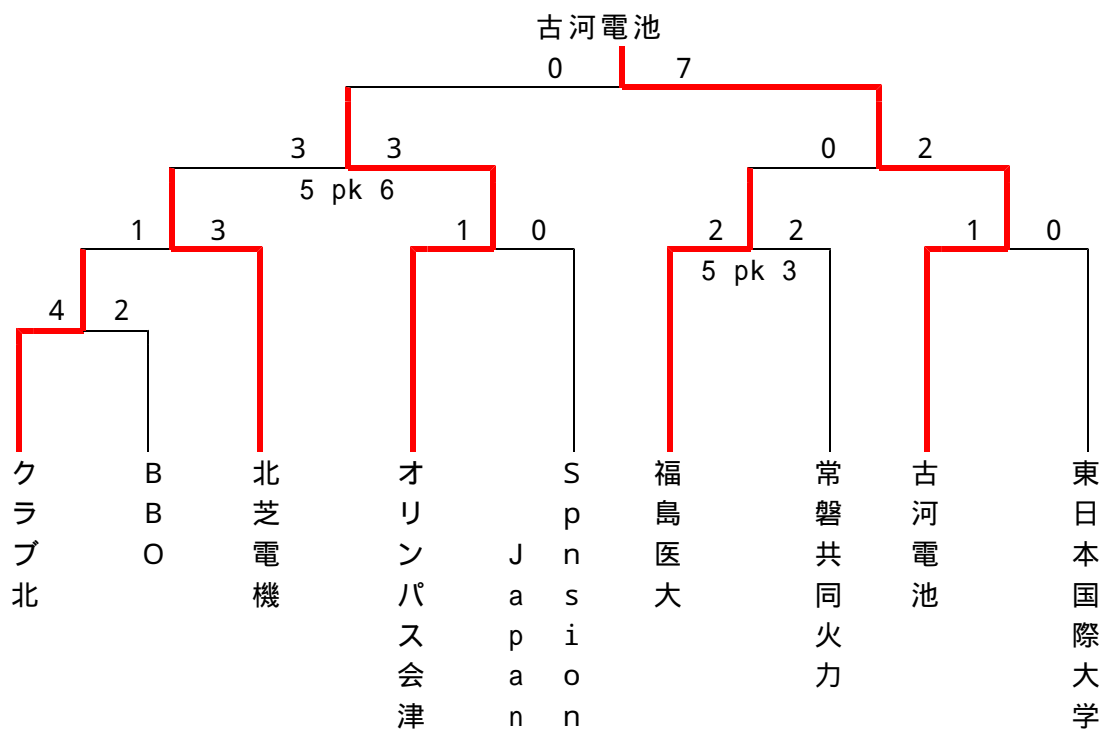 古河電池
0 7
3 3
0 2
5 pk 6
1 3
1 0
2 2
1 0
5 pk 3
4 2
クラブ北
BBO
北芝電機
オリンパス会津
Spnsion
Japan
福島医大
常磐共同火力
古河電池
東日本国際大学